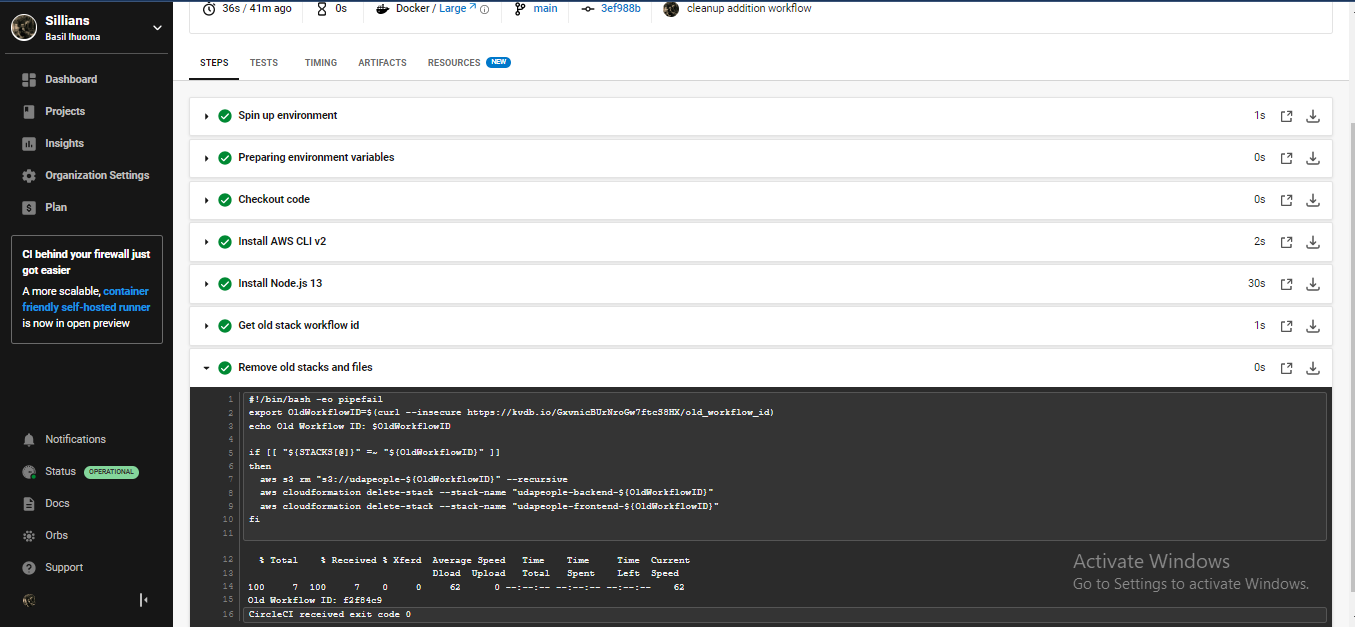 Sillians
Basil Ihuoma
Dashboard
Projects
Insights
Organization Settings
Plan
CI behind your firewall just
got easier
A more scalable, container
friendly self-hosted runner
is now in open preview
Notifications
Status OPERATIONAL
Docs
Orbs
Support
36s / 41m ago 0s Docker / Large main 3ef988b cleanup addition workflow
STEPS TESTS TIMING ARTIFACTS RESOURCES NEW
Spin up environment 1s
Preparing environment variables 0s
Checkout code 0s
Install AWS CLI v2 2s
Install Node.js 13 30s
Get old stack workflow id 1s
Remove old stacks and files 0s
1 #!/bin/bash -eo pipefail
2 export OldWorkflowID=$(curl --insecure https://kvdb.io/GxvnicBUrNroGw7ftcS8HX/old_workflow_id)
3 echo Old Workflow ID: $OldWorkflowID
4
5 if [[ "${STACKS[@]}" =~ "${OldWorkflowID}" ]]
6 then
7 aws s3 rm "s3://udapeople-${OldWorkflowID}" --recursive
8 aws cloudformation delete-stack --stack-name "udapeople-backend-${OldWorkflowID}"
9 aws cloudformation delete-stack --stack-name "udapeople-frontend-${OldWorkflowID}"
10 fi
11
12 % Total % Received % Xferd Average Speed Time Time Time Current
13 Dload Upload Total Spent Left Speed
14 100 7 100 7 0 0 62 0 --:--:-- --:--:-- --:--:-- 62
15 Old Workflow ID: f2f84c9
16 CircleCI received exit code 0
Activate Windows
Go to Settings to activate Windows.